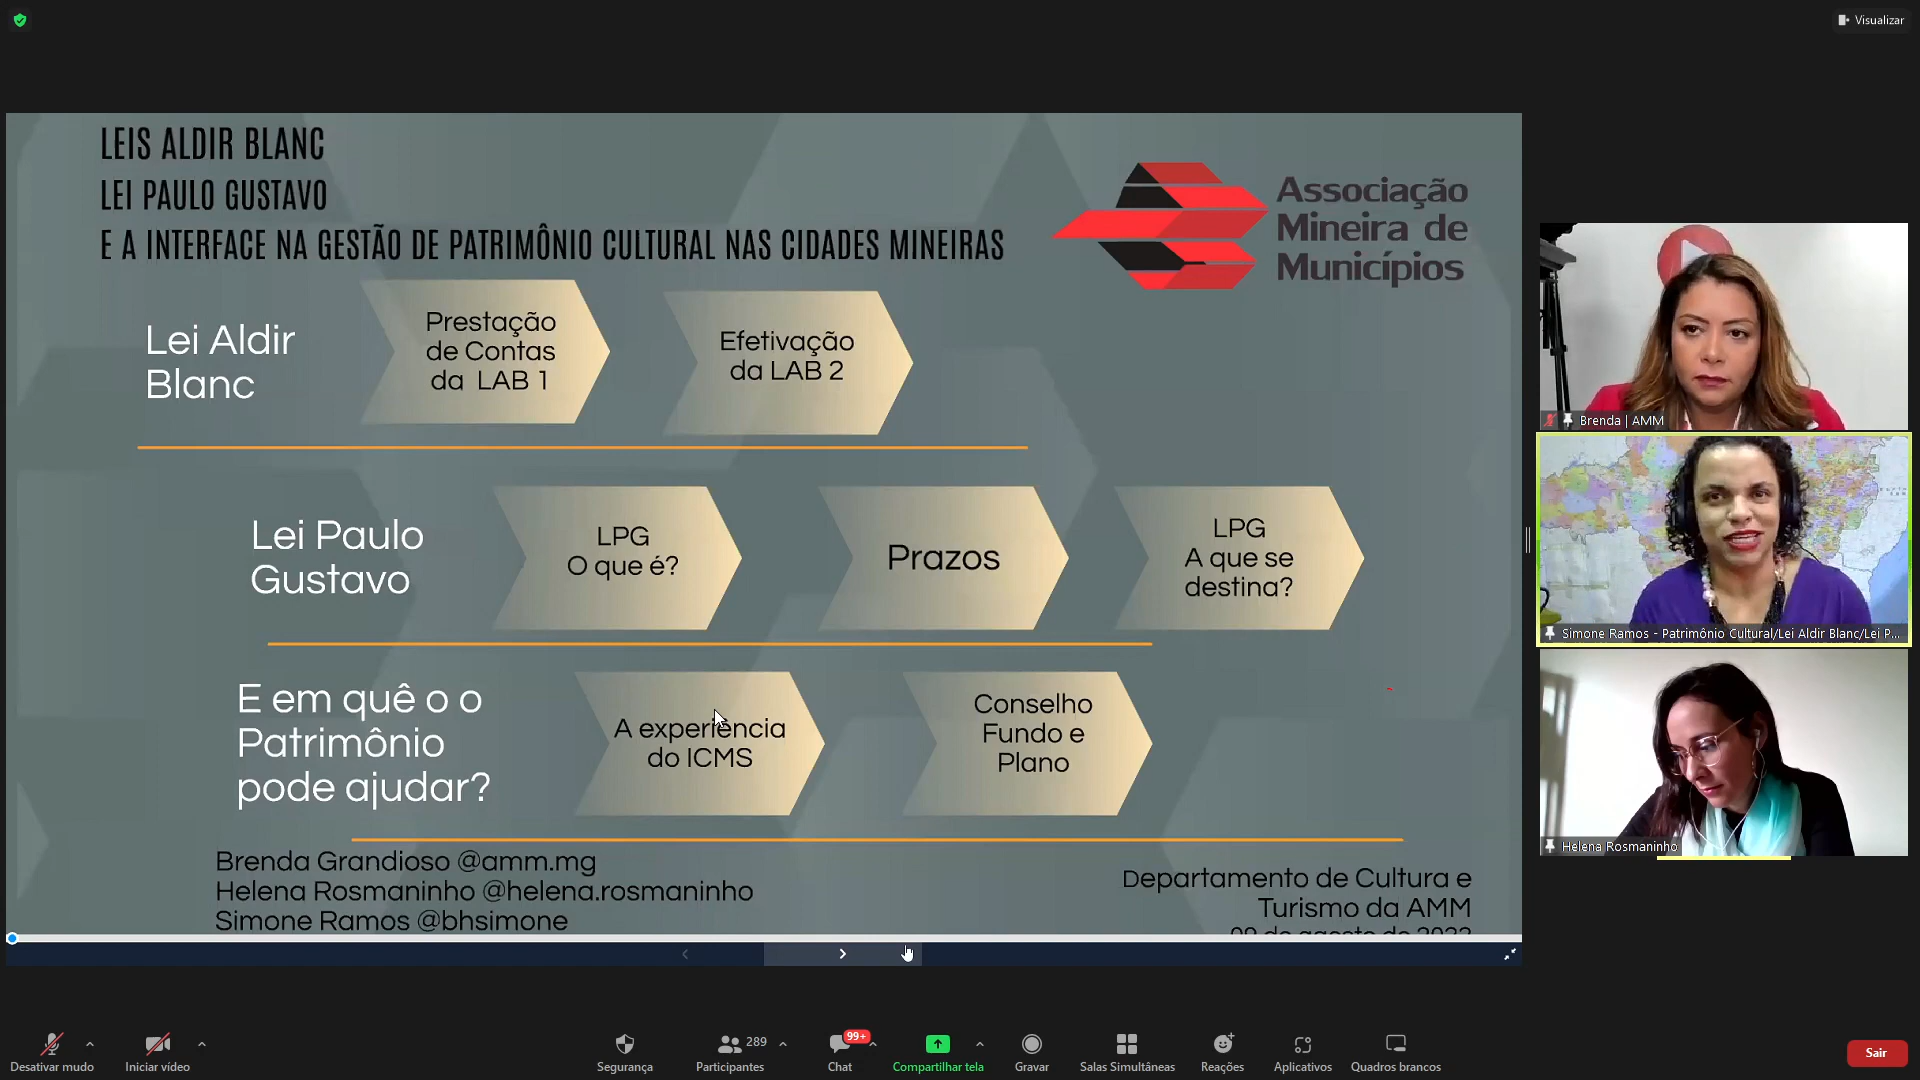 Visualizar
LEIS ALDIR BLANC
LEI PAULO GUSTAVO
E A INTERFACE NA GESTÃO DE PATRIMÔNIO CULTURAL NAS CIDADES MINEIRAS
Associação
Mineira de
Municípios
Lei Aldir
Blanc
Prestação
de Contas
da LAB 1
Efetivação
da LAB 2
Lei Paulo
Gustavo
LPG
O que é?
Prazos
LPG
A que se
destina?
E em quê o o
Patrimônio
pode ajudar?
A experiência
do ICMS
Conselho
Fundo e
Plano
Brenda Grandioso @amm.mg
Helena Rosmaninho @helena.rosmaninho
Simone Ramos @bhsimone
Departamento de Cultura e
Turismo da AMM
09 de agosto de 2022
Brenda | AMM
Simone Ramos - Patrimônio Cultural/Lei Aldir Blanc/Lei P...
Helena Rosmaninho
Desativar mudo
Iniciar vídeo
Segurança
289
Participantes
99+
Chat
Compartilhar tela
Gravar
Salas Simultâneas
Reações
Aplicativos
Quadros brancos
Sair